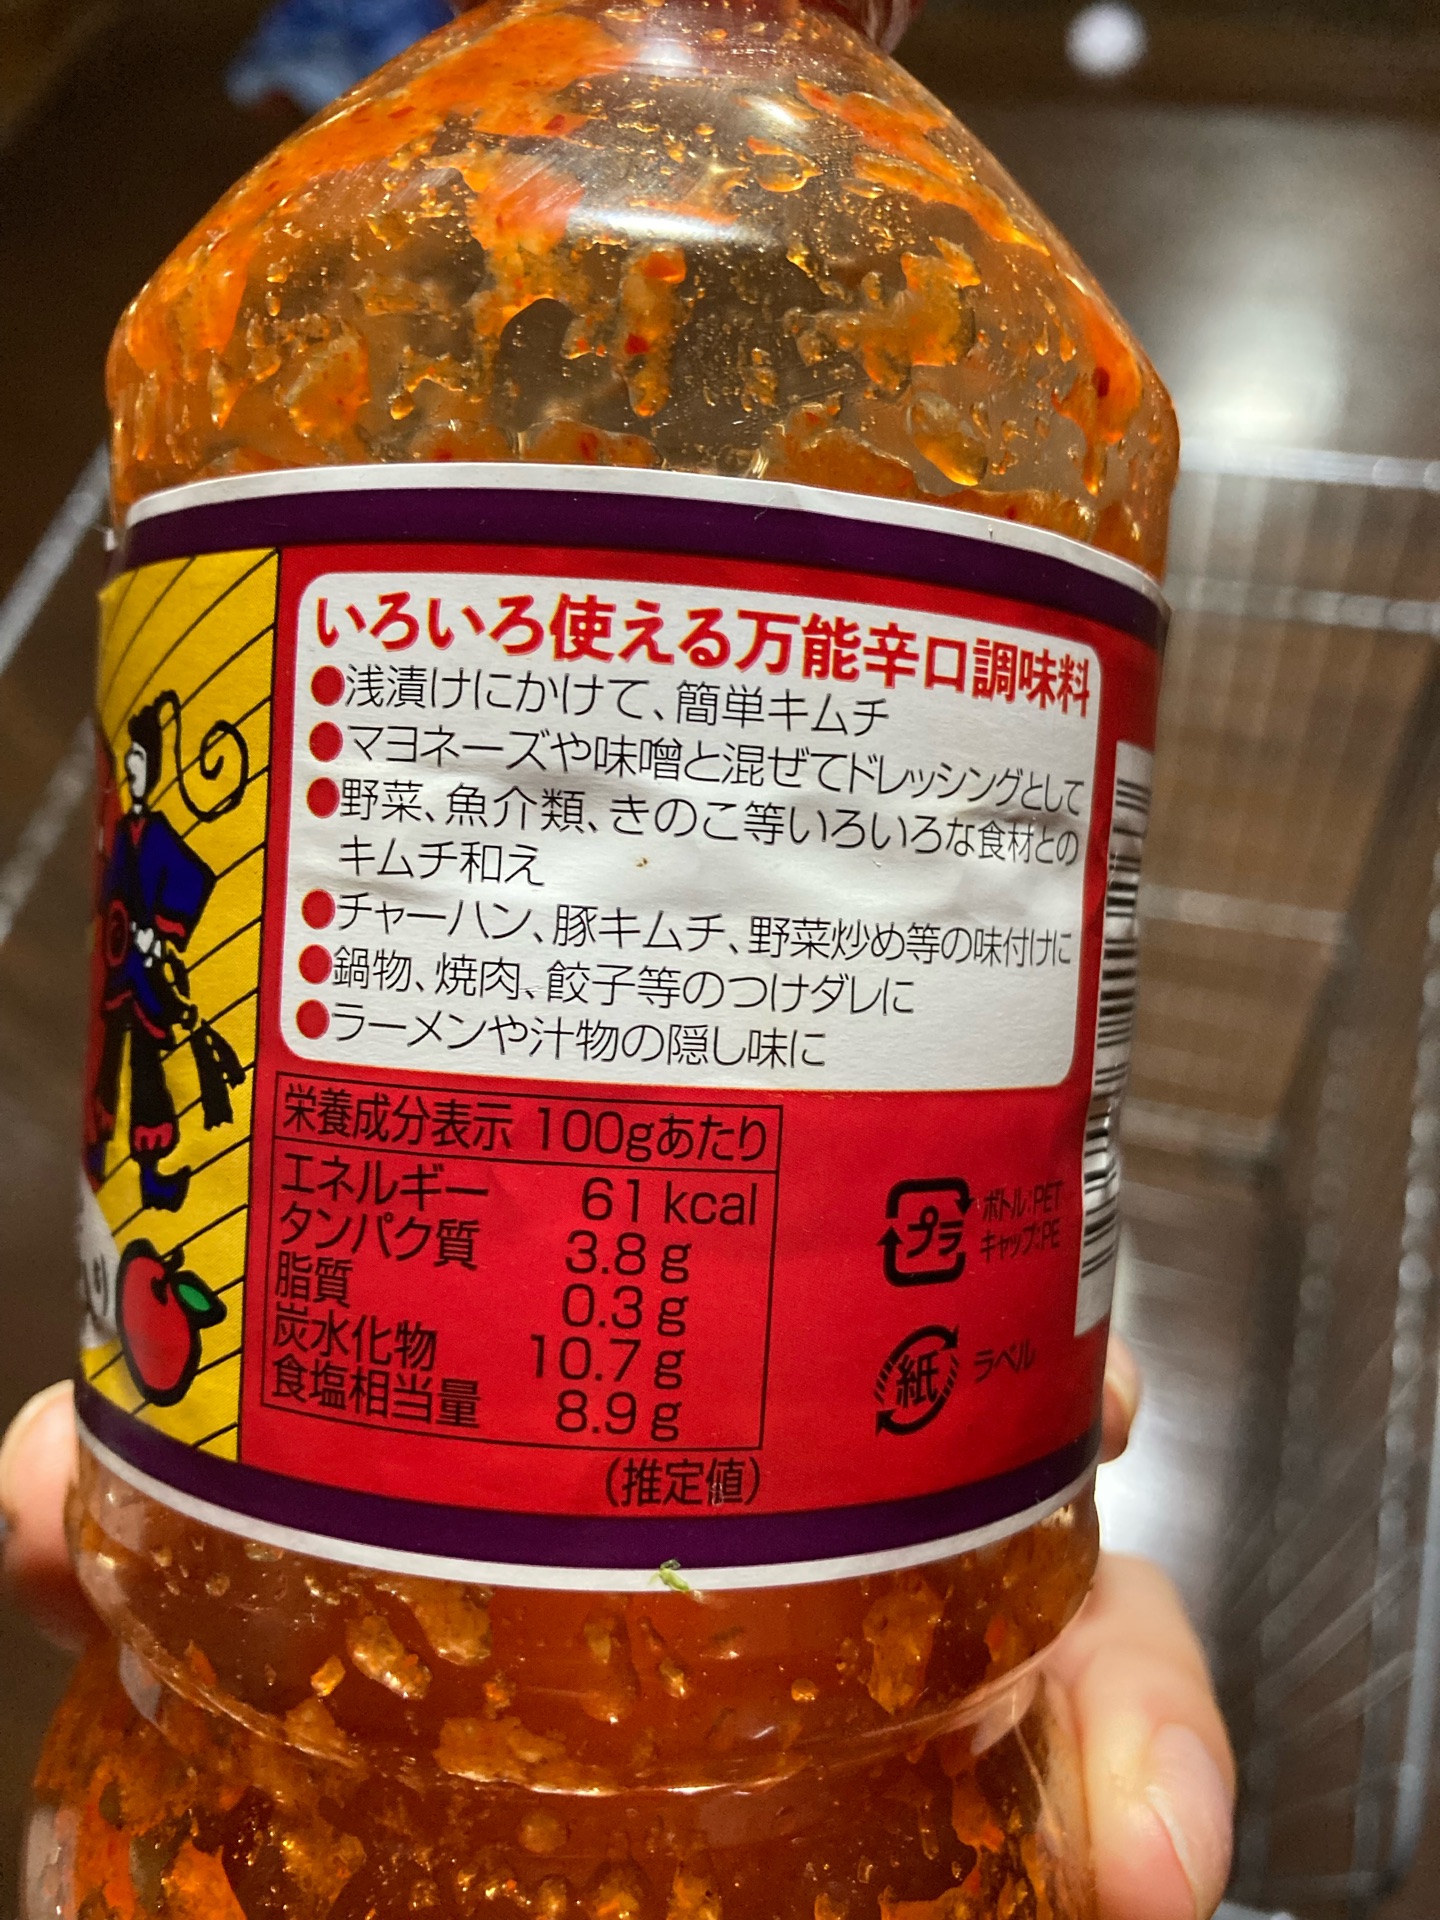 いろいろ使える万能辛口調味料
●浅漬けにかけて、簡単キムチ
●マヨネーズや味噌と混ぜてドレッシングとして
●野菜、魚介類、きのこ等いろいろな食材との
キムチ和え
●チャーハン、豚キムチ、野菜炒め等の味付けに
●鍋物、焼肉、餃子等のつけダレに
●ラーメンや汁物の隠し味に
栄養成分表示 100gあたり
エネルギー 61 kcal
タンパク質 3.8 g
脂質 0.3 g
炭水化物 10.7 g
食塩相当量 8.9 g
(推定値)
プラ
ボトル:PET
キャップ:PE
紙
ラベル